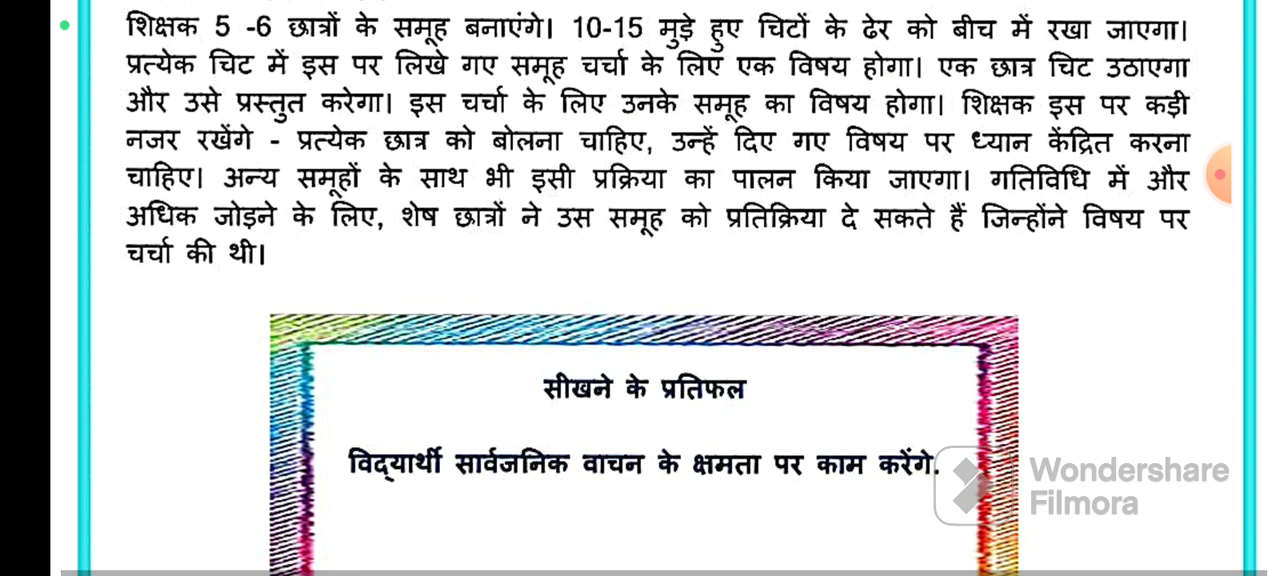 शिक्षक 5 -6 छात्रों के समूह बनाएंगे। 10-15 मुड़े हुए चिटों के ढेर को बीच में रखा जाएगा।
प्रत्येक चिट में इस पर लिखे गए समूह चर्चा के लिए एक विषय होगा। एक छात्र चिट उठाएगा
और उसे प्रस्तुत करेगा। इस चर्चा के लिए उनके समूह का विषय होगा। शिक्षक इस पर कड़ी
नजर रखेंगे - प्रत्येक छात्र को बोलना चाहिए, उन्हें दिए गए विषय पर ध्यान केंद्रित करना
चाहिए। अन्य समूहों के साथ भी इसी प्रक्रिया का पालन किया जाएगा। गतिविधि में और
अधिक जोड़ने के लिए, शेष छात्रों ने उस समूह को प्रतिक्रिया दे सकते हैं जिन्होंने विषय पर
चर्चा की थी।
सीखने के प्रतिफल
विद्यार्थी सार्वजनिक वाचन के क्षमता पर काम करेंगे.
Wondershare
Filmora